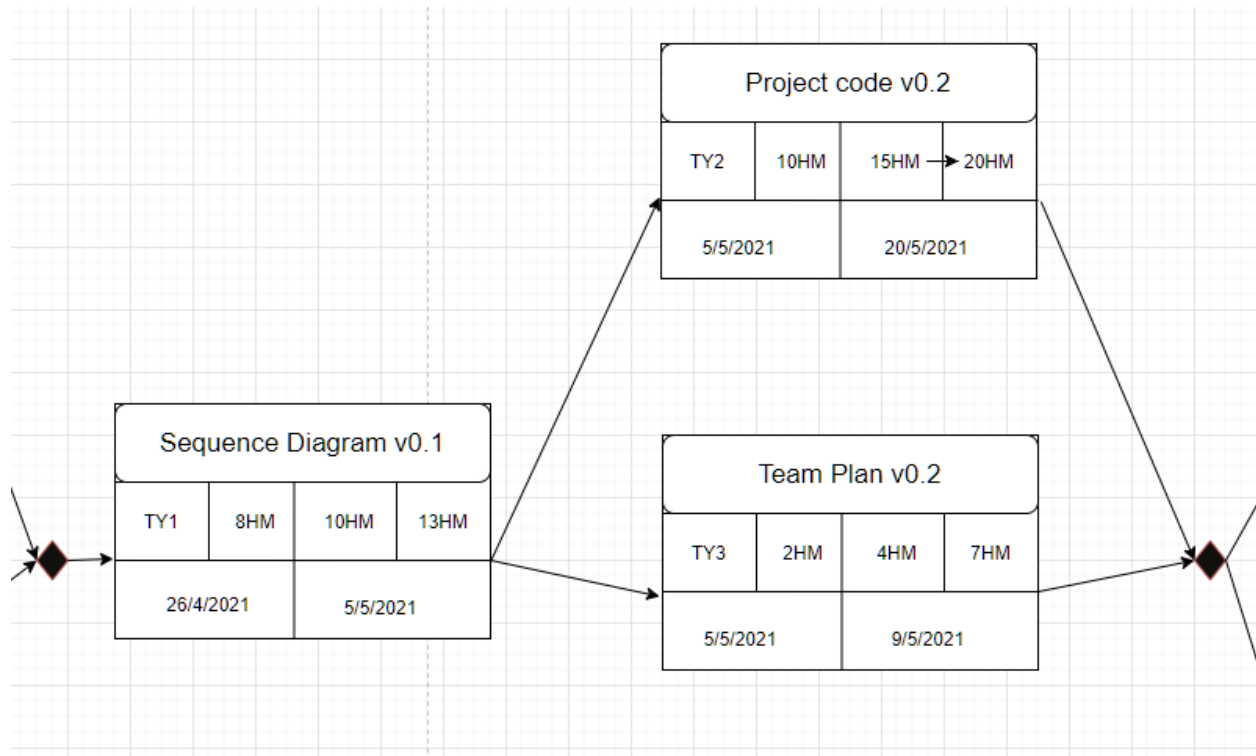 Project code v0.2
TY2 10HM 15HM 20HM
5/5/2021 20/5/2021
Sequence Diagram v0.1
TY1 8HM 10HM 13HM
26/4/2021 5/5/2021
Team Plan v0.2
TY3 2HM 4HM 7HM
5/5/2021 9/5/2021